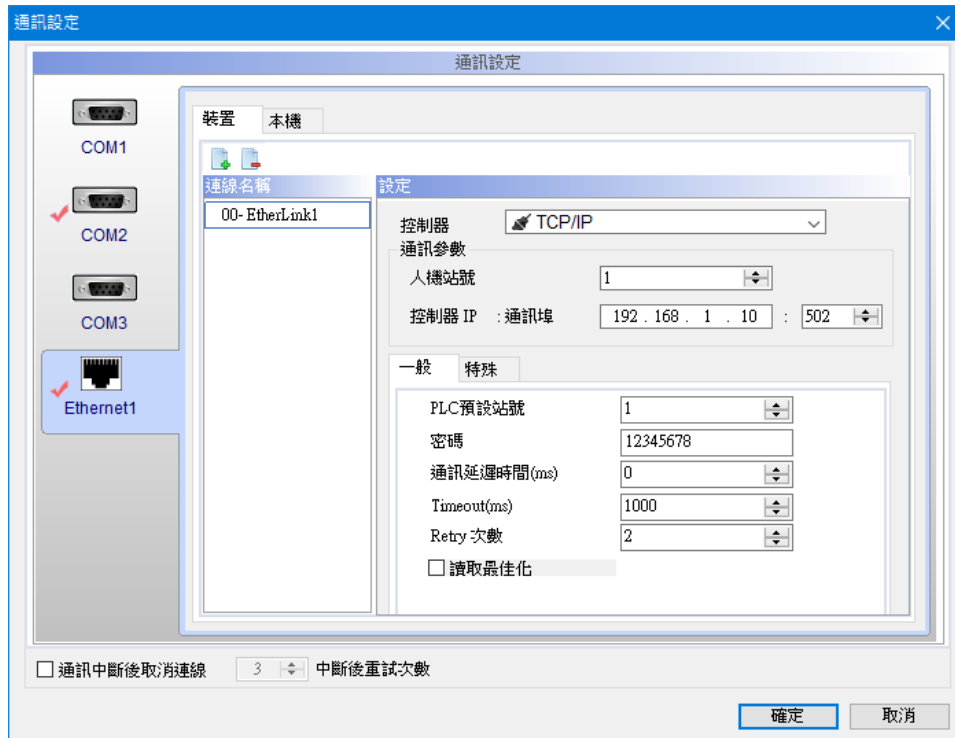 通訊設定
通訊設定
COM1
COM2
COM3
Ethernet1
裝置 本機
連線名稱
00- EtherLink1
設定
控制器 TCP/IP
通訊參數
人機站號 1
控制器 IP : 通訊埠 192 . 168 . 1 . 10 : 502
一般 特殊
PLC預設站號 1
密碼 12345678
通訊延遲時間(ms) 0
Timeout(ms) 1000
Retry 次數 2
讀取最佳化
通訊中斷後取消連線 3 中斷後重試次數
確定 取消